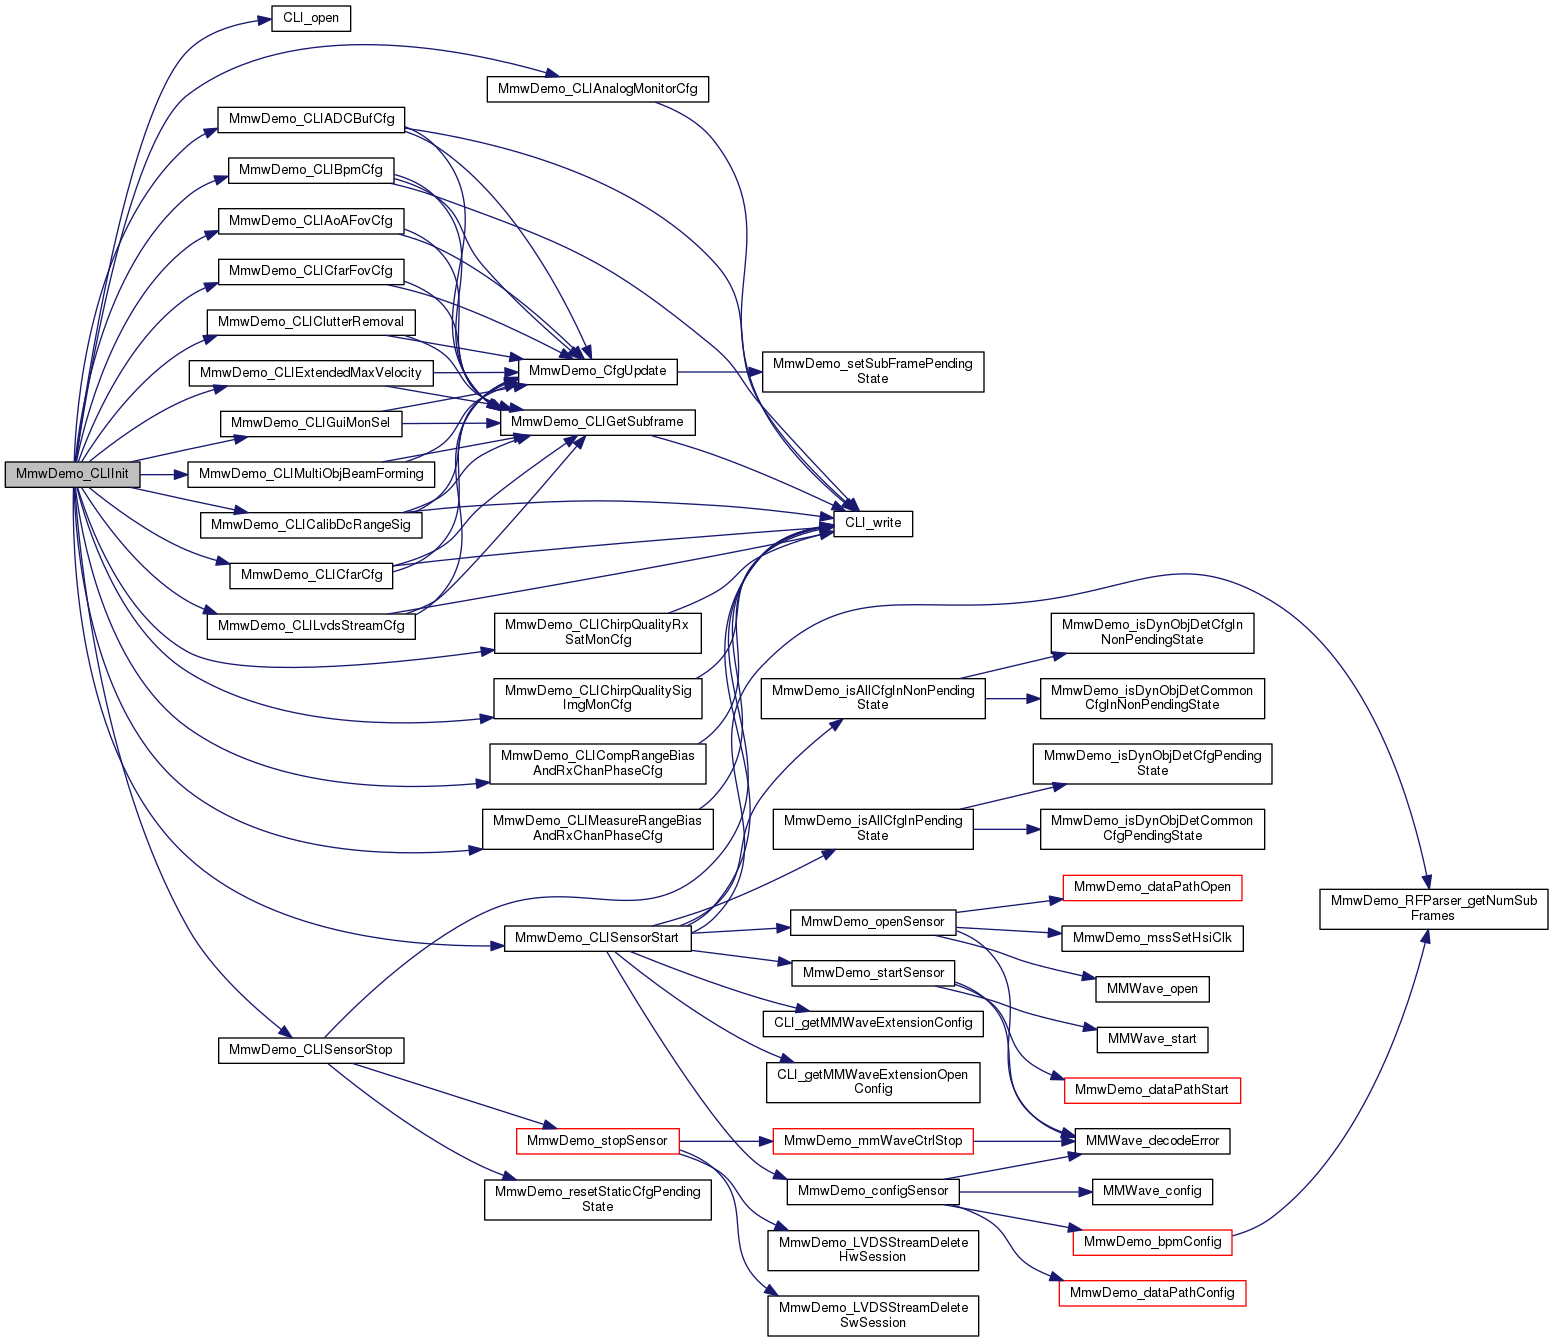 CLI_open
MmwDemo_CLIAnalogMonitorCfg
MmwDemo_CLIADCBufCfg
MmwDemo_CLIBpmCfg
MmwDemo_CLIAoAFovCfg
MmwDemo_CLICfarFovCfg
MmwDemo_CLIClutterRemoval
MmwDemo_CLIExtendedMaxVelocity
MmwDemo_CfgUpdate
MmwDemo_setSubFramePending
State
MmwDemo_CLIGuiMonSel
MmwDemo_CLIGetSubframe
MmwDemo_CLIInit
MmwDemo_CLIMultiObjBeamForming
MmwDemo_CLICalibDcRangeSig
CLI_write
MmwDemo_CLICfarCfg
MmwDemo_CLILvdsStreamCfg
MmwDemo_CLIChirpQualityRx
SatMonCfg
MmwDemo_isDynObjDetCfgIn
NonPendingState
MmwDemo_CLIChirpQualitySig
ImgMonCfg
MmwDemo_isAllCfgInNonPending
State
MmwDemo_isDynObjDetCommon
CfgInNonPendingState
MmwDemo_CLICompRangeBias
AndRxChanPhaseCfg
MmwDemo_isDynObjDetCfgPending
State
MmwDemo_CLIMeasureRangeBias
AndRxChanPhaseCfg
MmwDemo_isAllCfgInPending
State
MmwDemo_isDynObjDetCommon
CfgPendingState
MmwDemo_dataPathOpen
MmwDemo_RFParser_getNumSub
Frames
MmwDemo_openSensor
MmwDemo_CLISensorStart
MmwDemo_mssSetHsiClk
MmwDemo_startSensor
MMWave_open
CLI_getMMWaveExtensionConfig
MMWave_start
MmwDemo_CLISensorStop
CLI_getMMWaveExtensionOpen
Config
MmwDemo_dataPathStart
MmwDemo_stopSensor
MmwDemo_mmWaveCtrlStop
MMWave_decodeError
MmwDemo_resetStaticCfgPending
State
MmwDemo_configSensor
MMWave_config
MmwDemo_LVDSStreamDelete
HwSession
MmwDemo_bpmConfig
MmwDemo_dataPathConfig
MmwDemo_LVDSStreamDelete
SwSession